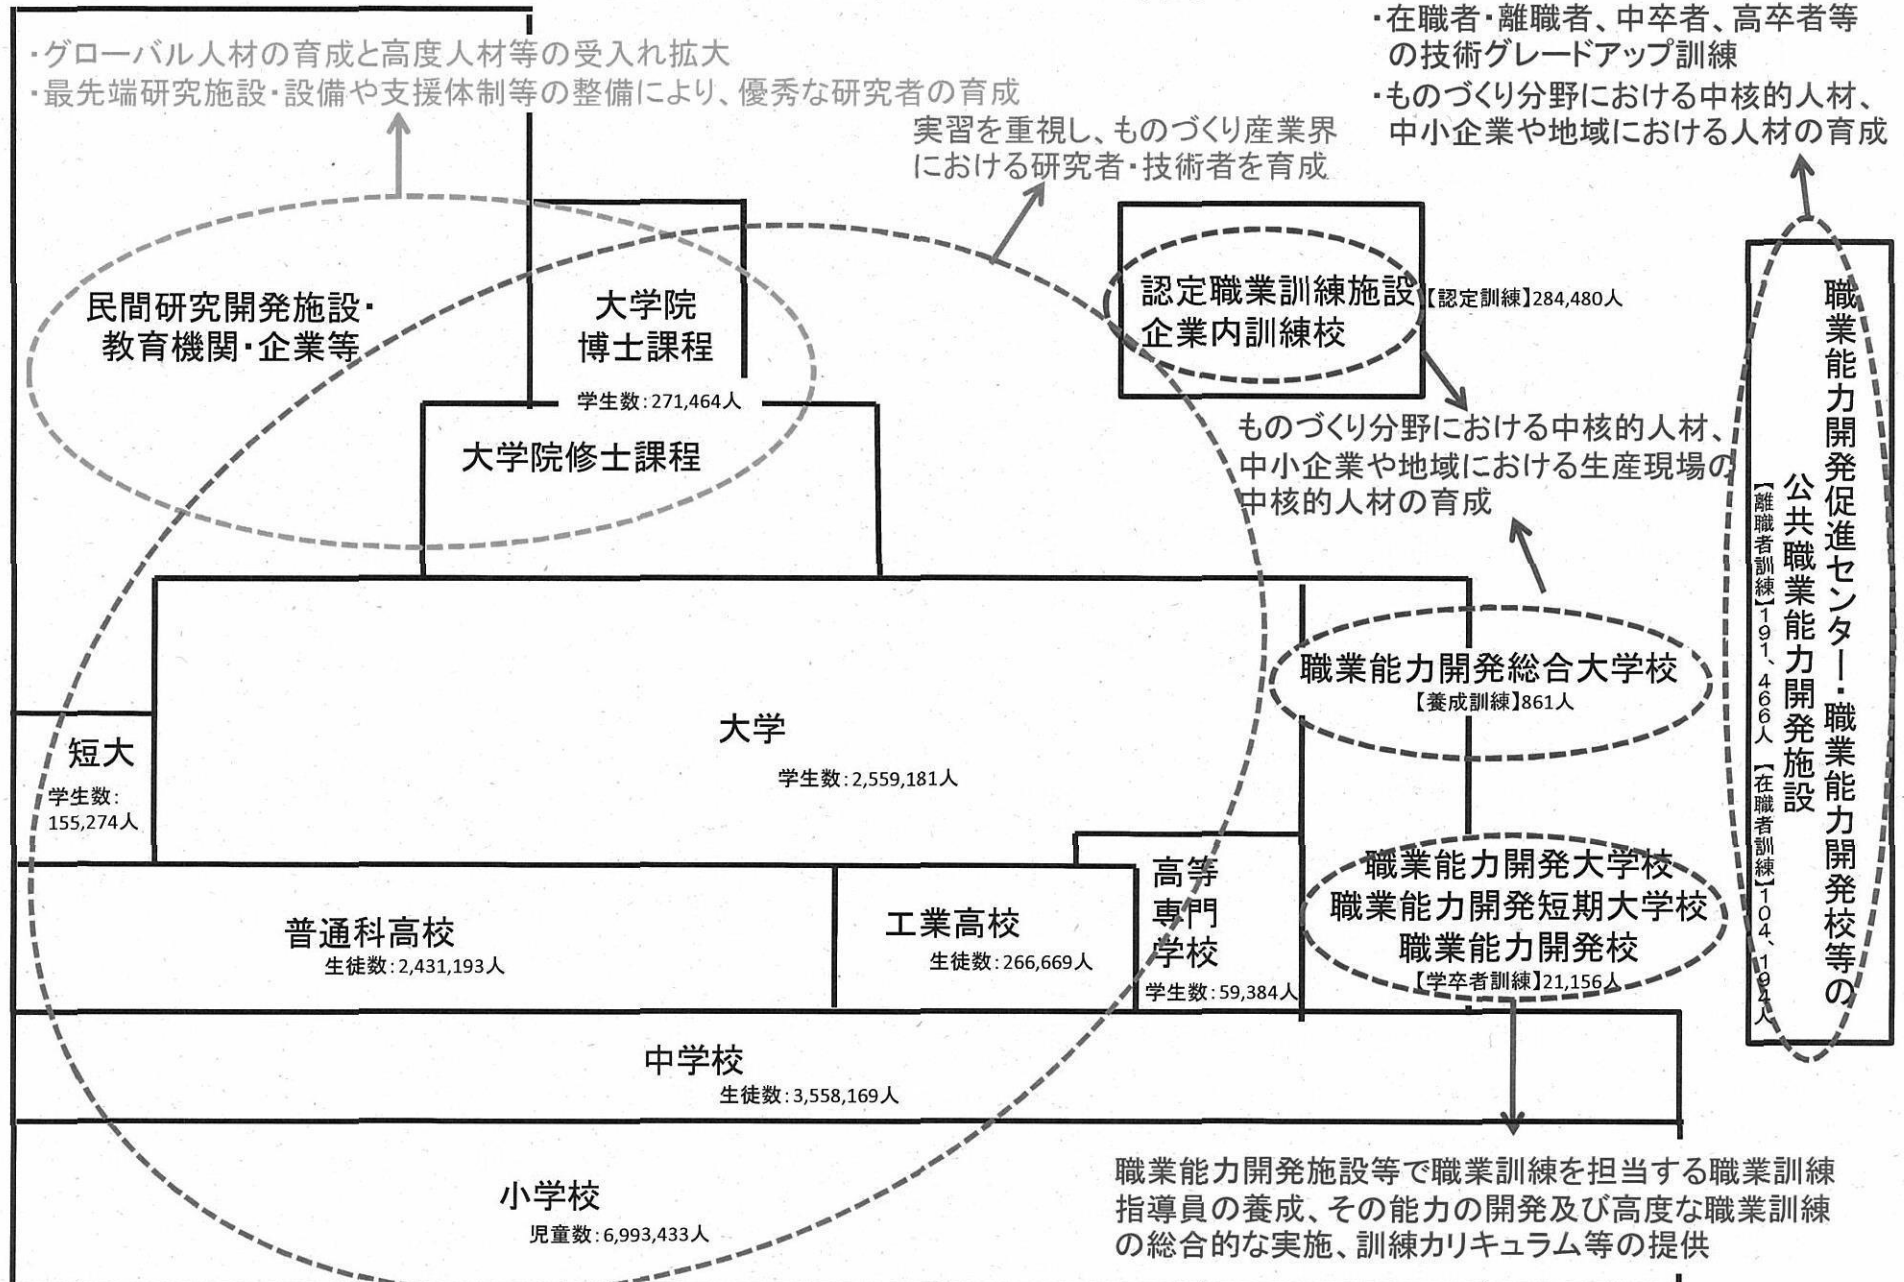 ・グローバル人材の育成と高度人材等の受入れ拡大
・最先端研究施設・設備や支援体制等の整備により、優秀な研究者の育成
・在職者・離職者、中卒者、高卒者等
の技術グレードアップ訓練
・ものづくり分野における中核的人材、
中小企業や地域における人材の育成
実習を重視し、ものづくり産業界
における研究者・技術者を育成
民間研究開発施設・
教育機関・企業等
大学院
博士課程
学生数:271,464人
大学院修士課程
認定職業訓練施設
企業内訓練校
【認定訓練】284,480人
ものづくり分野における中核的人材、
中小企業や地域における生産現場の
中核的人材の育成
職業能力開発促進センター・職業能力開発校等の
公共職業能力開発施設
【離職者訓練】191、466人 【在職者訓練】104、194人
職業能力開発総合大学校
【養成訓練】861人
大学
学生数:2,559,181人
短大
学生数:
155,274人
職業能力開発大学校
職業能力開発短期大学校
職業能力開発校
【学卒者訓練】21,156人
高等
専門
学校
学生数:59,384人
普通科高校
生徒数:2,431,193人
工業高校
生徒数:266,669人
中学校
生徒数:3,558,169人
小学校
児童数:6,993,433人
職業能力開発施設等で職業訓練を担当する職業訓練
指導員の養成、その能力の開発及び高度な職業訓練
の総合的な実施、訓練カリキュラム等の提供